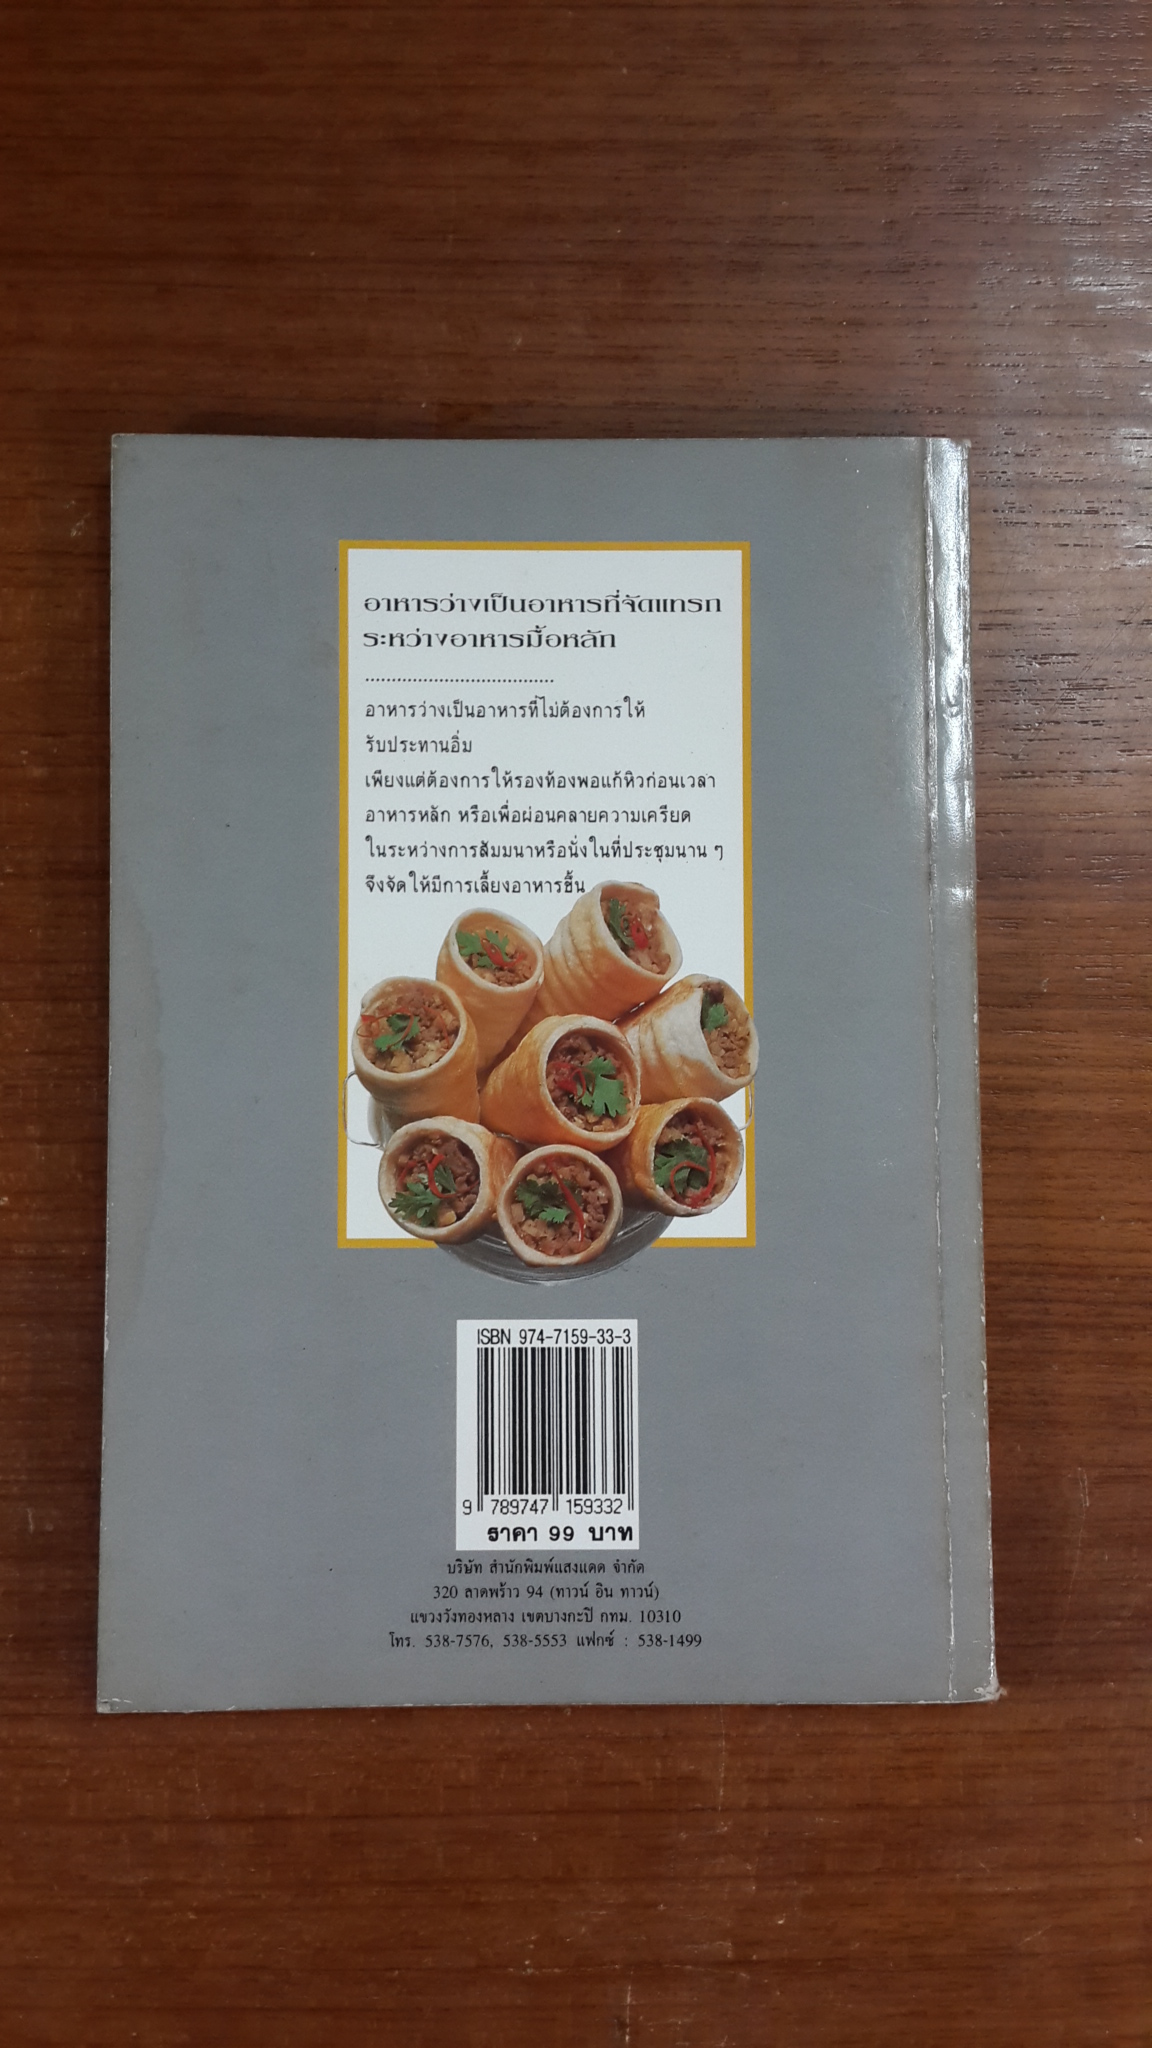 อาหารว่างเป็นอาหารที่จัดแทรก
ระหว่างอาหารมื้อหลัก
....................................
อาหารว่างเป็นอาหารที่ไม่ต้องการให้
รับประทานอิ่ม
เพียงแต่ต้องการให้รองท้องพอแก้หิวก่อนเวลา
อาหารหลัก หรือเพื่อผ่อนคลายความเครียด
ในระหว่างการสัมมนาหรือนั่งในที่ประชุมนาน ๆ
จึงจัดให้มีการเลี้ยงอาหารขึ้น
ISBN 974-7159-33-3
9 789747 159332
ราคา 99 บาท
บริษัท สำนักพิมพ์แสงแดด จำกัด
320 ลาดพร้าว 94 (ทาวน์ อิน ทาวน์)
แขวงวังทองหลาง เขตบางกะปิ กทม. 10310
โทร. 538-7576, 538-5553 แฟกซ์ : 538-1499